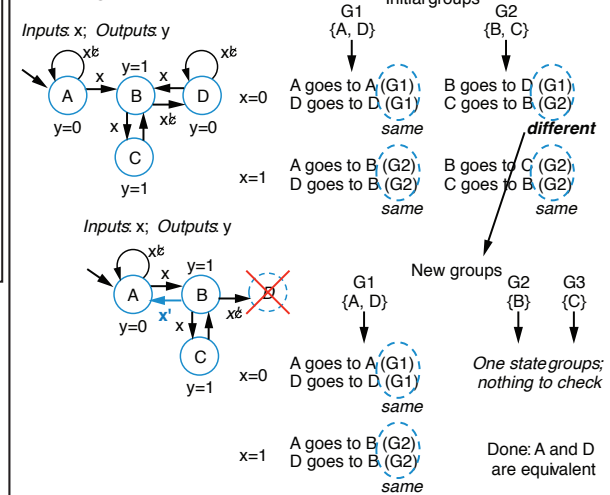 Initial groups
G1
{A, D}
G2
{B, C}
Inputs: x; Outputs: y
x
A
y=0
x
y=1
B
x
x
x
D
y=0
x
C
y=1
x=0
A goes to A (G1)
D goes to D (G1)
same
B goes to D (G1)
C goes to B (G2)
different
x=1
A goes to B (G2)
D goes to B (G2)
same
B goes to C (G2)
C goes to B (G2)
same
Inputs: x; Outputs: y
x
A
y=0
x
x'
y=1
B
x
D
x
C
y=1
New groups
G1
{A, D}
G2
{B}
G3
{C}
x=0
A goes to A (G1)
D goes to D (G1)
same
One state groups;
nothing to check
x=1
A goes to B (G2)
D goes to B (G2)
same
Done: A and D
are equivalent